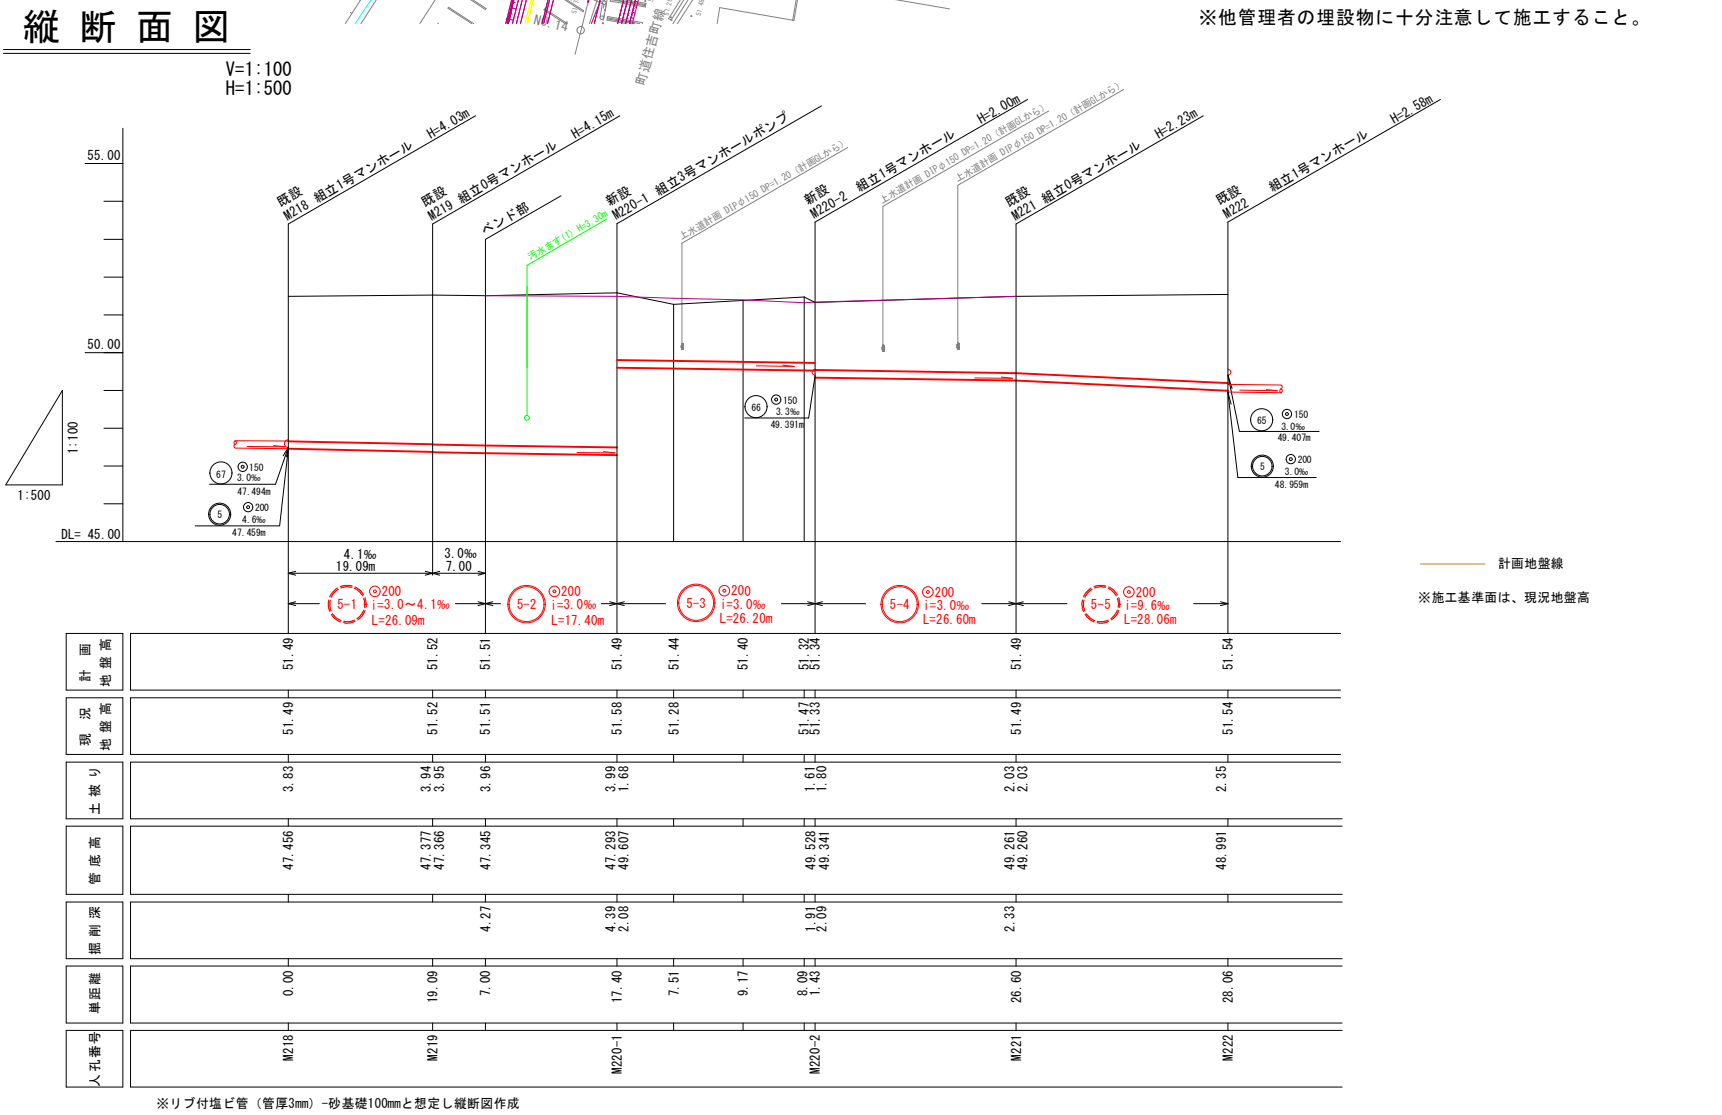 ※他管理者の埋設物に十分注意して施工すること。
縦断面図
V=1:100
H=1:500
町道住吉町線
既設
M218 組立1号マンホール H=4.03m
既設
M219 組立0号マンホール H=4.15m
ベンド部
汚水ます(1) H=3.30m
新設
M220-1 組立3号マンホールポンプ
上水道計画 DIPφ150 DP=1.20 (計画GLから)
新設
M220-2 組立1号マンホール H=2.00m
上水道計画 DIPφ150 DP=1.20 (計画GLから)
上水道計画 DIPφ150 DP=1.20 (計画GLから)
既設
M221 組立0号マンホール H=2.23m
既設
M222 組立1号マンホール H=2.58m
55.00
50.00
DL= 45.00
1:100
1:500
67 ◎150
3.0‰
47.494m
5 ◎200
4.6‰
47.459m
66 ◎150
3.3‰
49.391m
65 ◎150
3.0‰
49.407m
5 ◎200
3.0‰
48.959m
4.1‰
19.09m
3.0‰
7.00
5-1 ◎200
i=3.0～4.1‰
L=26.09m
5-2 ◎200
i=3.0‰
L=17.40m
5-3 ◎200
i=3.0‰
L=26.20m
5-4 ◎200
i=3.0‰
L=26.60m
5-5 ◎200
i=9.6‰
L=28.06m
計画地盤線
※施工基準面は、現況地盤高
計画地盤高 51.49 51.52 51.51 51.49 51.44 51.40 51.32 51.34 51.49 51.54
現況地盤高 51.49 51.52 51.51 51.58 51.28 51.47 51.33 51.49 51.54
土被り 3.83 3.94 3.95 3.96 3.99 1.68 1.61 1.80 2.03 2.03 2.35
管底高 47.456 47.377 47.366 47.345 47.293 49.607 49.528 49.341 49.261 49.260 48.991
掘削深 4.27 4.39 2.08 1.91 2.09 2.33
単距離 0.00 19.09 7.00 17.40 7.51 9.17 8.09 1.43 26.60 28.06
人孔番号 M218 M219 M220-1 M220-2 M221 M222
※リブ付塩ビ管（管厚3mm）-砂基礎100mmと想定し縦断図作成